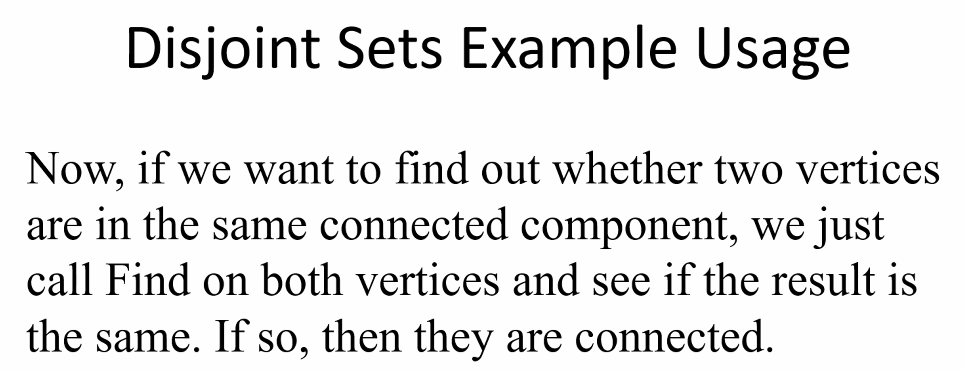 Disjoint Sets Example Usage
Now, if we want to find out whether two vertices
are in the same connected component, we just
call Find on both vertices and see if the result is
the same. If so, then they are connected.